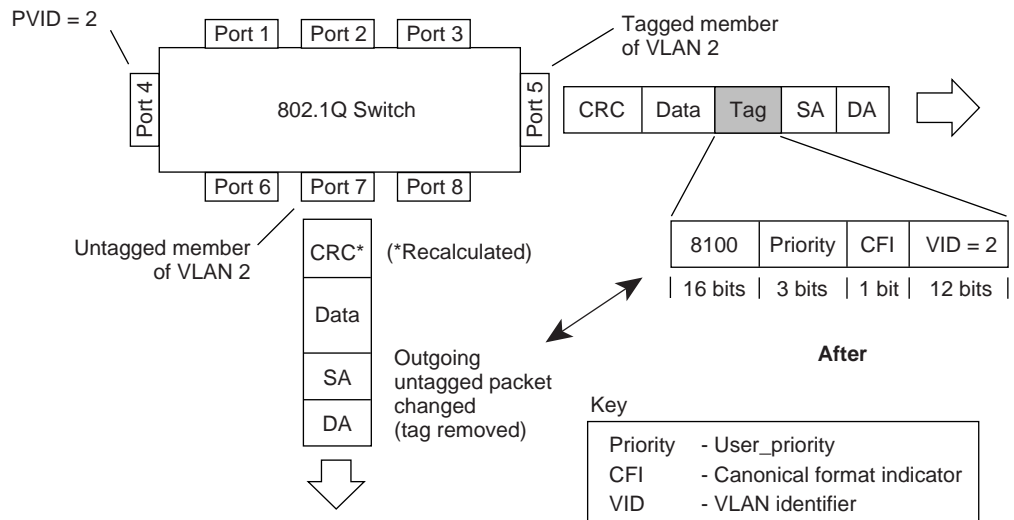 PVID = 2
Port 1
Port 2
Port 3
Tagged member
of VLAN 2
Port 4
802.1Q Switch
Port 5
CRC
Data
Tag
SA
DA
Port 6
Port 7
Port 8
Untagged member
of VLAN 2
CRC*
(*Recalculated)
Data
SA
DA
Outgoing
untagged packet
changed
(tag removed)
8100
Priority
CFI
VID = 2
16 bits
3 bits
1 bit
12 bits
After
Key
Priority - User_priority
CFI - Canonical format indicator
VID - VLAN identifier